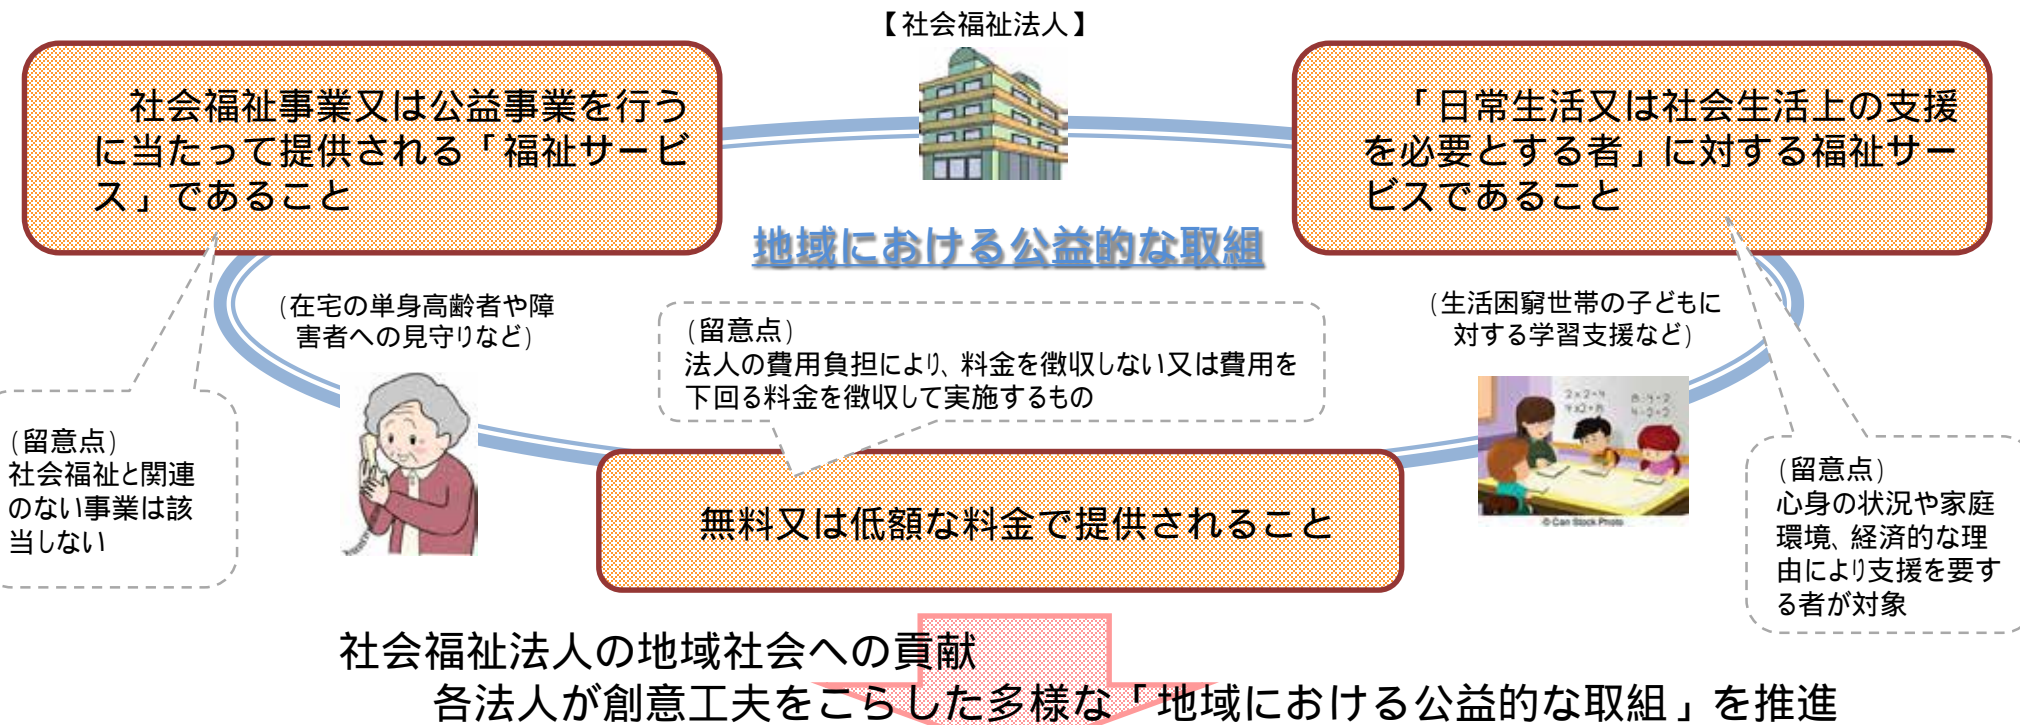 【社会福祉法人】
社会福祉事業又は公益事業を行う
に当たって提供される「福祉サービ
ス」であること
「日常生活又は社会生活上の支援
を必要とする者」に対する福祉サー
ビスであること
地域における公益的な取組
(在宅の単身高齢者や障
害者への見守りなど)
(留意点)
法人の費用負担により、料金を徴収しない又は費用を
下回る料金を徴収して実施するもの
(生活困窮世帯の子どもに
対する学習支援など)
2×2=4
4×2=8
8:4=2
4-2=2
© Can Stock Photo
(留意点)
社会福祉と関連
のない事業は該
当しない
無料又は低額な料金で提供されること
(留意点)
心身の状況や家庭
環境、経済的な理
由により支援を要す
る者が対象
社会福祉法人の地域社会への貢献
各法人が創意工夫をこらした多様な「地域における公益的な取組」を推進